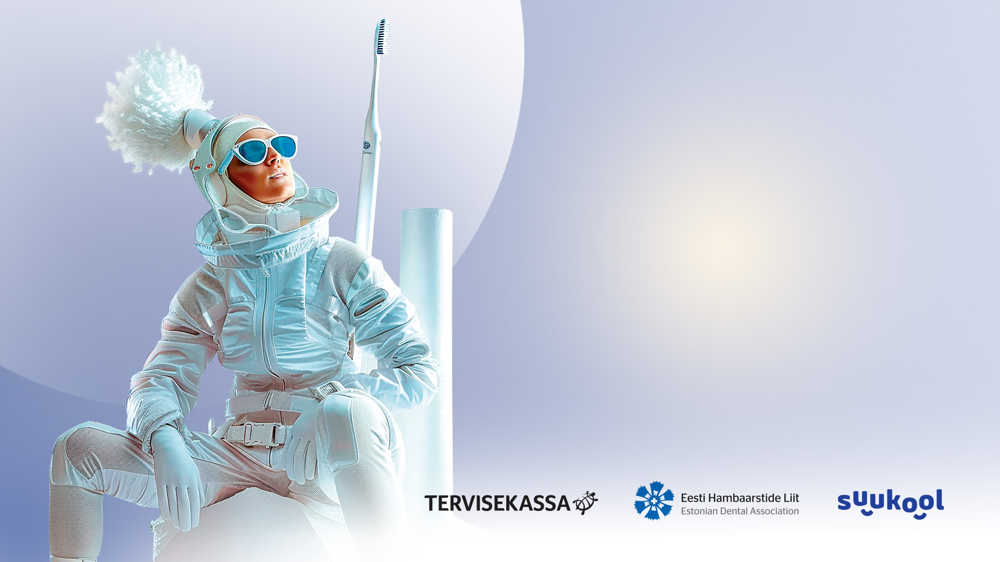 TERVISEKASSA
Eesti Hambaarstide Liit
Estonian Dental Association
suukool